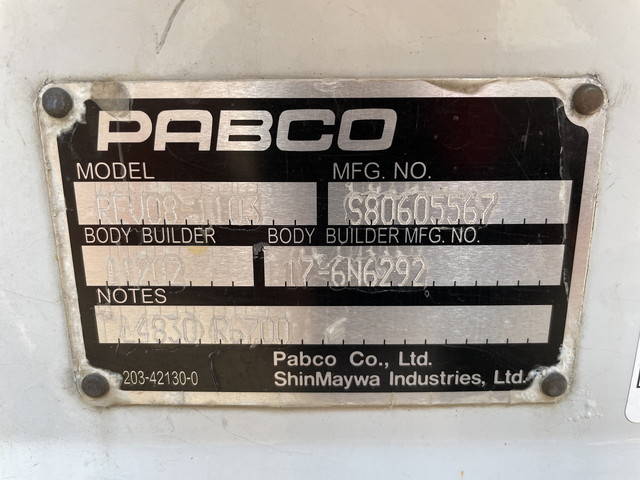 PABCO
MODEL MFG. NO.
S80605567
BODY BUILDER BODY BUILDER MFG. NO.
17-6N6292
NOTES
Pabco Co., Ltd.
203-42130-0 ShinMaywa Industries, Ltd.